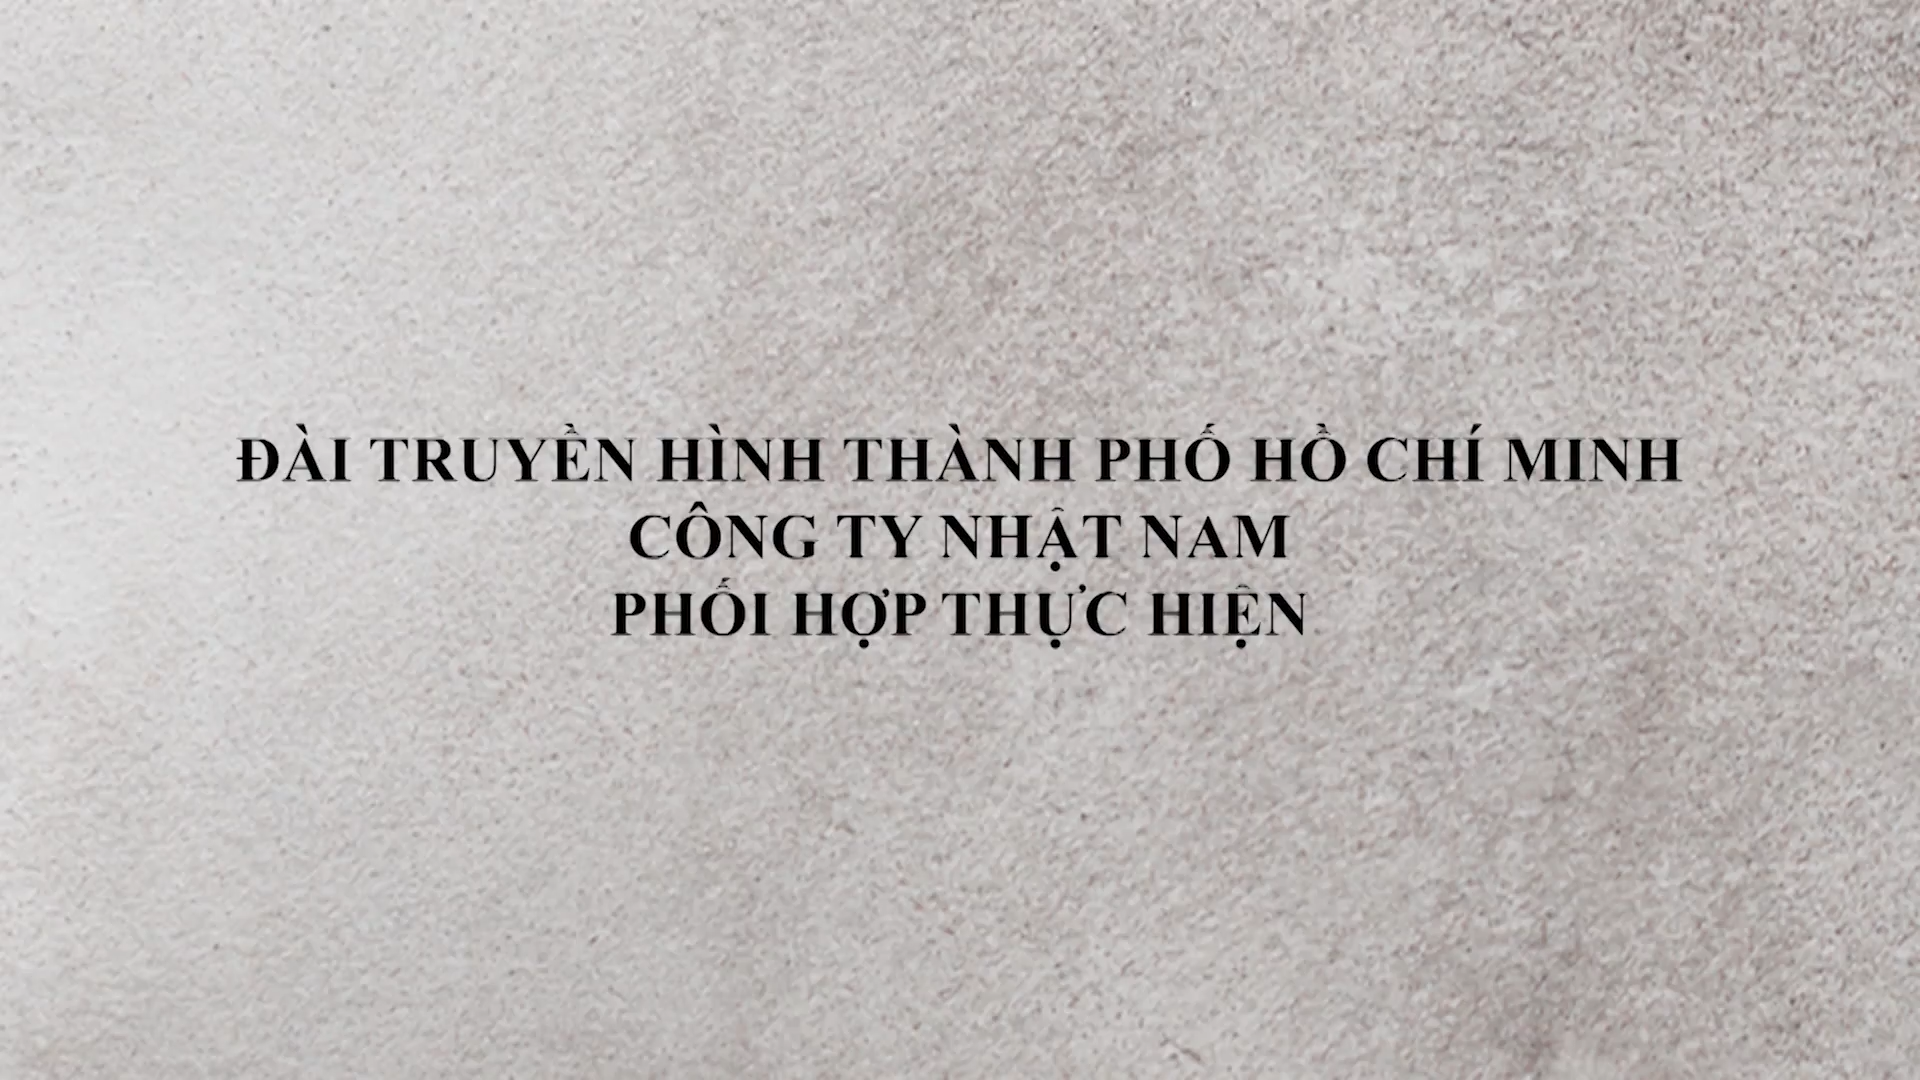 ĐÀI TRUYỀN HÌNH THÀNH PHỐ HỒ CHÍ MINH
CÔNG TY NHẬT NAM
PHỐI HỢP THỰC HIỆN